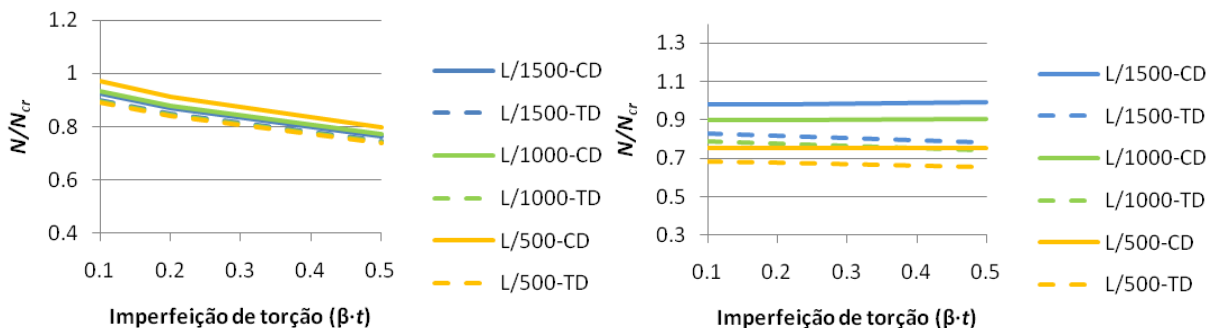 1.2
1
0.8
0.6
0.4
N/Ncr
0.1 0.2 0.3 0.4 0.5
Imperfeição de torção (β·t)
L/1500-CD
L/1500-TD
L/1000-CD
L/1000-TD
L/500-CD
L/500-TD
1.3
1.1
0.9
0.7
0.5
0.3
N/Ncr
0.1 0.2 0.3 0.4 0.5
Imperfeição de torção (β·t)
L/1500-CD
L/1500-TD
L/1000-CD
L/1000-TD
L/500-CD
L/500-TD